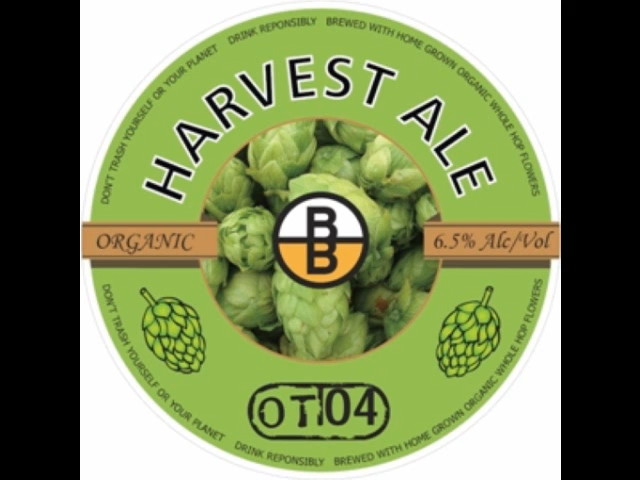 DON'T TRASH YOURSELF OR YOUR PLANET DRINK REPONSIBLY BREWED WITH HOME GROWN ORGANIC WHOLE HOP FLOWERS
HARVEST ALE
B
B
ORGANIC
6.5% Alc/Vol
OT104
DON'T TRASH YOURSELF OR YOUR PLANET DRINK REPONSIBLY BREWED WITH HOME GROWN ORGANIC WHOLE HOP FLOWERS